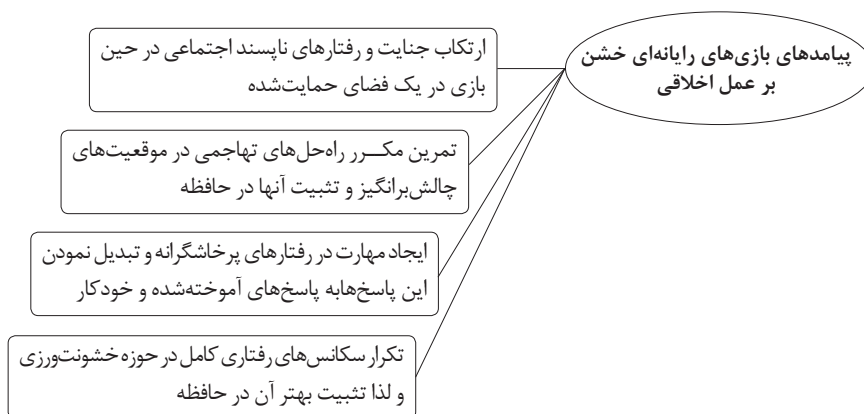 پیامدهای بازی‌های رایانه‌ای خشن
بر عمل اخلاقی
ارتکاب جنایت و رفتارهای ناپسند اجتماعی در حین
بازی در یک فضای حمایت‌شده
تمرین مکـــرر راه‌حل‌های تهاجمی در موقعیت‌های
چالش‌برانگیز و تثبیت آنها در حافظه
ایجاد مهارت در رفتارهای پرخاشگرانه و تبدیل نمودن
این پاسخ‌هابه پاسخ‌های آموخته‌شده و خودکار
تکرار سکانس‌های رفتاری کامل در حوزه خشونت‌ورزی
و لذا تثبیت بهتر آن در حافظه